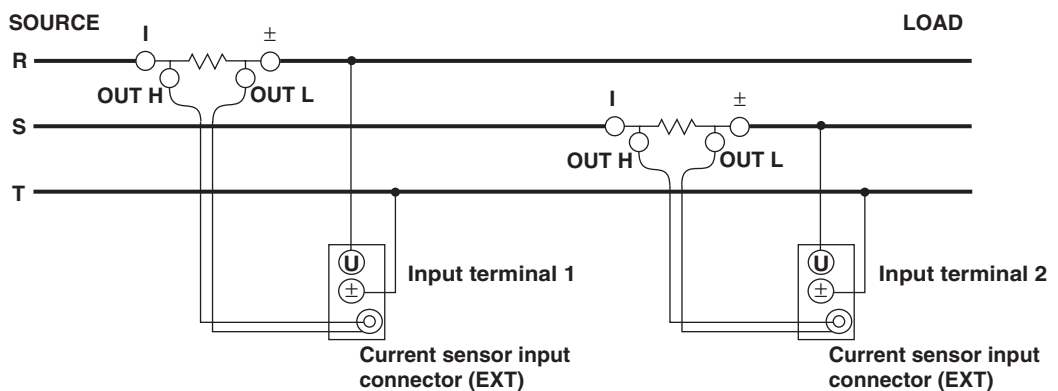 SOURCE
LOAD
I
±
R
OUT H
OUT L
I
±
S
OUT H
OUT L
T
U
±
Input terminal 1
Current sensor input
connector (EXT)
U
±
Input terminal 2
Current sensor input
connector (EXT)